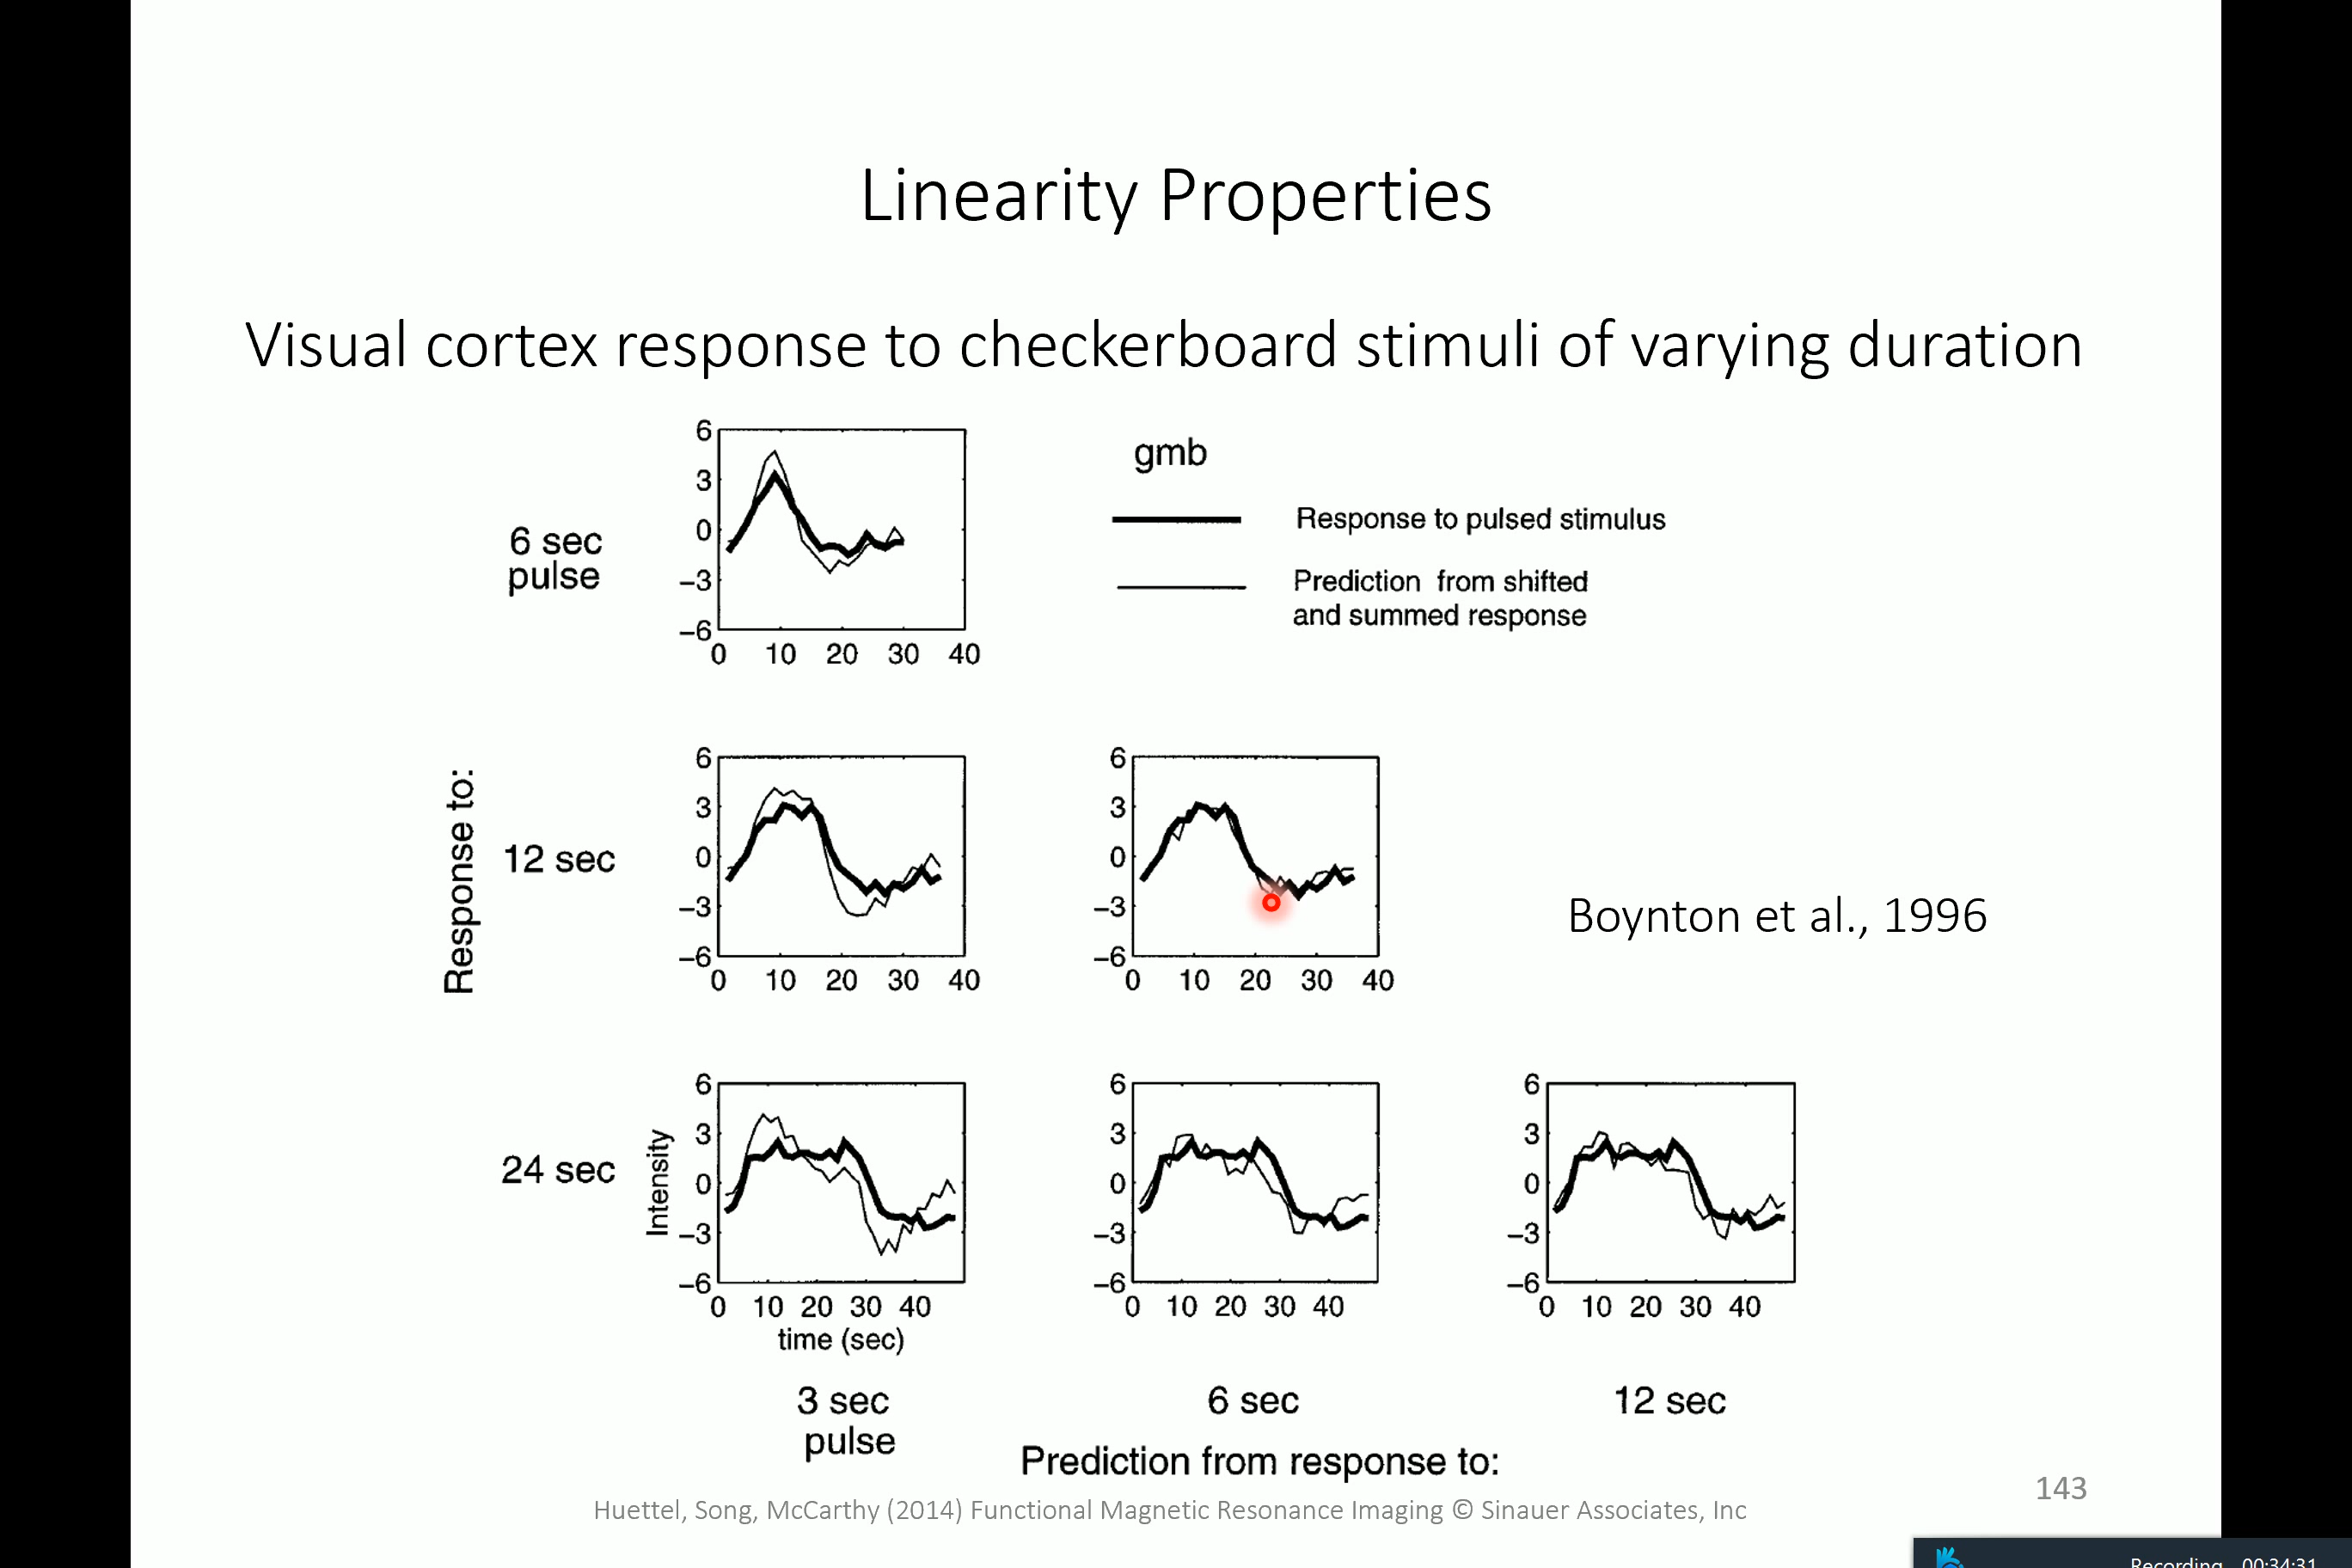 Linearity Properties
Visual cortex response to checkerboard stimuli of varying duration
6
3
0
−3
−6
0 10 20 30 40
6 sec
pulse
gmb
Response to pulsed stimulus
Prediction from shifted
and summed response
Response to:
12 sec
6
3
0
−3
−6
0 10 20 30 40
6
3
0
−3
−6
0 10 20 30 40
Boynton et al., 1996
24 sec
Intensity
6
3
0
−3
−6
0 10 20 30 40
time (sec)
6
3
0
−3
−6
0 10 20 30 40
6
3
0
−3
−6
0 10 20 30 40
3 sec
pulse
6 sec
12 sec
Prediction from response to:
143
Huettel, Song, McCarthy (2014) Functional Magnetic Resonance Imaging © Sinauer Associates, Inc
Recording 00:34:31